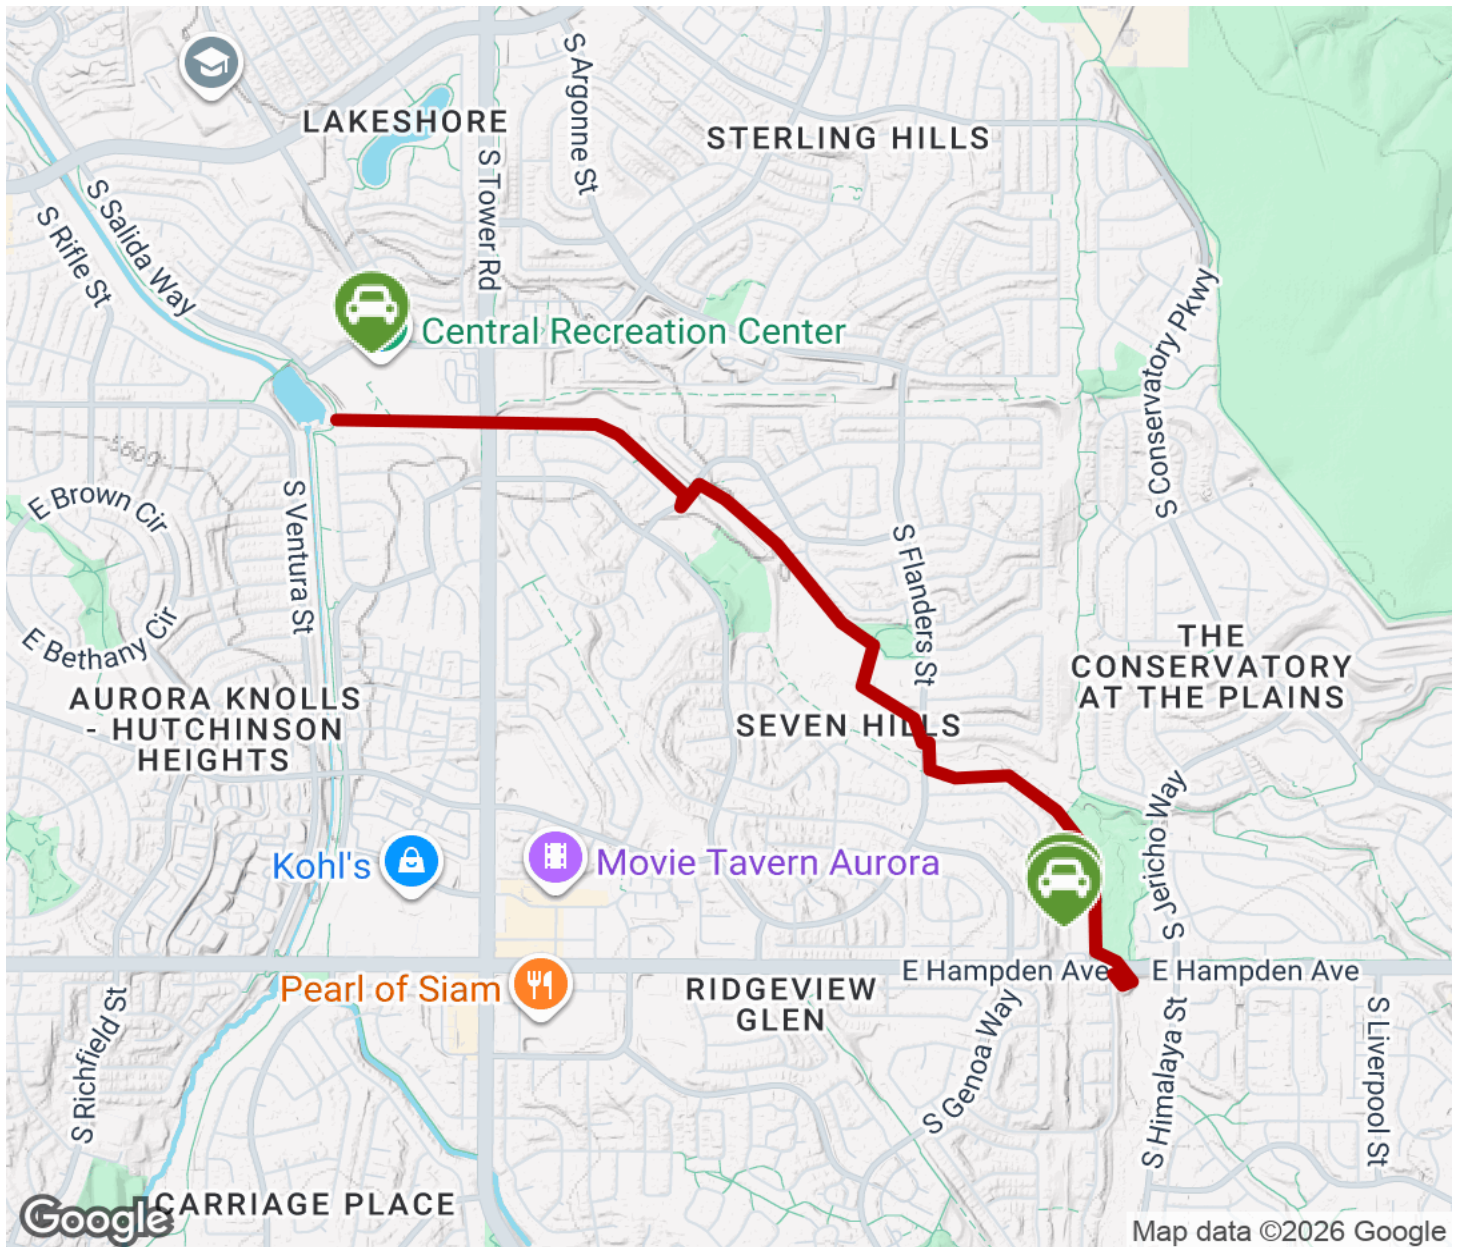 LAKESHORE
S Argonne St
STERLING HILLS
S Tower Rd
S Salida Way
S Rifle St
Central Recreation Center
S Conservatory Pkwy
5600
E Brown Cir
S Ventura St
E Bethany Cir
S Flanders St
THE
CONSERVATORY
AT THE PLAINS
AURORA KNOLLS
- HUTCHINSON
HEIGHTS
SEVEN HILLS
Kohl's
Movie Tavern Aurora
S Jericho Way
E Hampden Ave
E Hampden Ave
Pearl of Siam
RIDGEVIEW
GLEN
S Genoa Way
S Himalaya St
S Liverpool St
S Richfield St
CARRIAGE PLACE
Google
Map data ©2026 Google